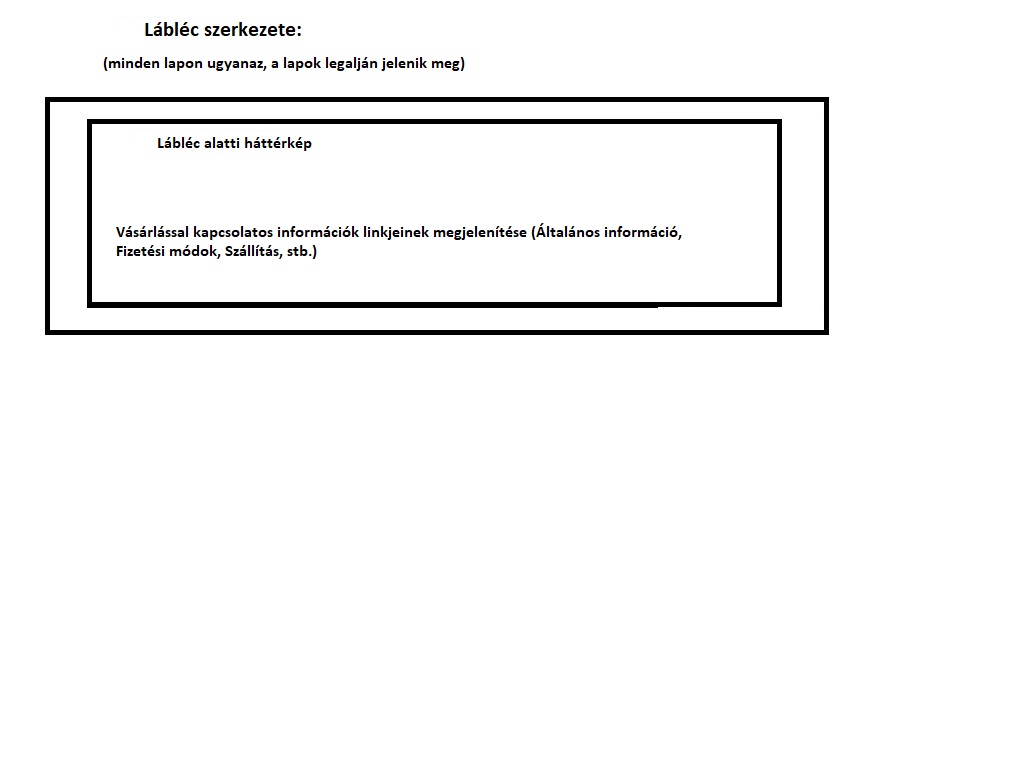 Lábléc szerkezete:
(minden lapon ugyanaz, a lapok legalján jelenik meg)
Lábléc alatti háttérkép
Vásárlással kapcsolatos információk linkjeinek megjelenítése (Általános információ,
Fizetési módok, Szállítás, stb.)